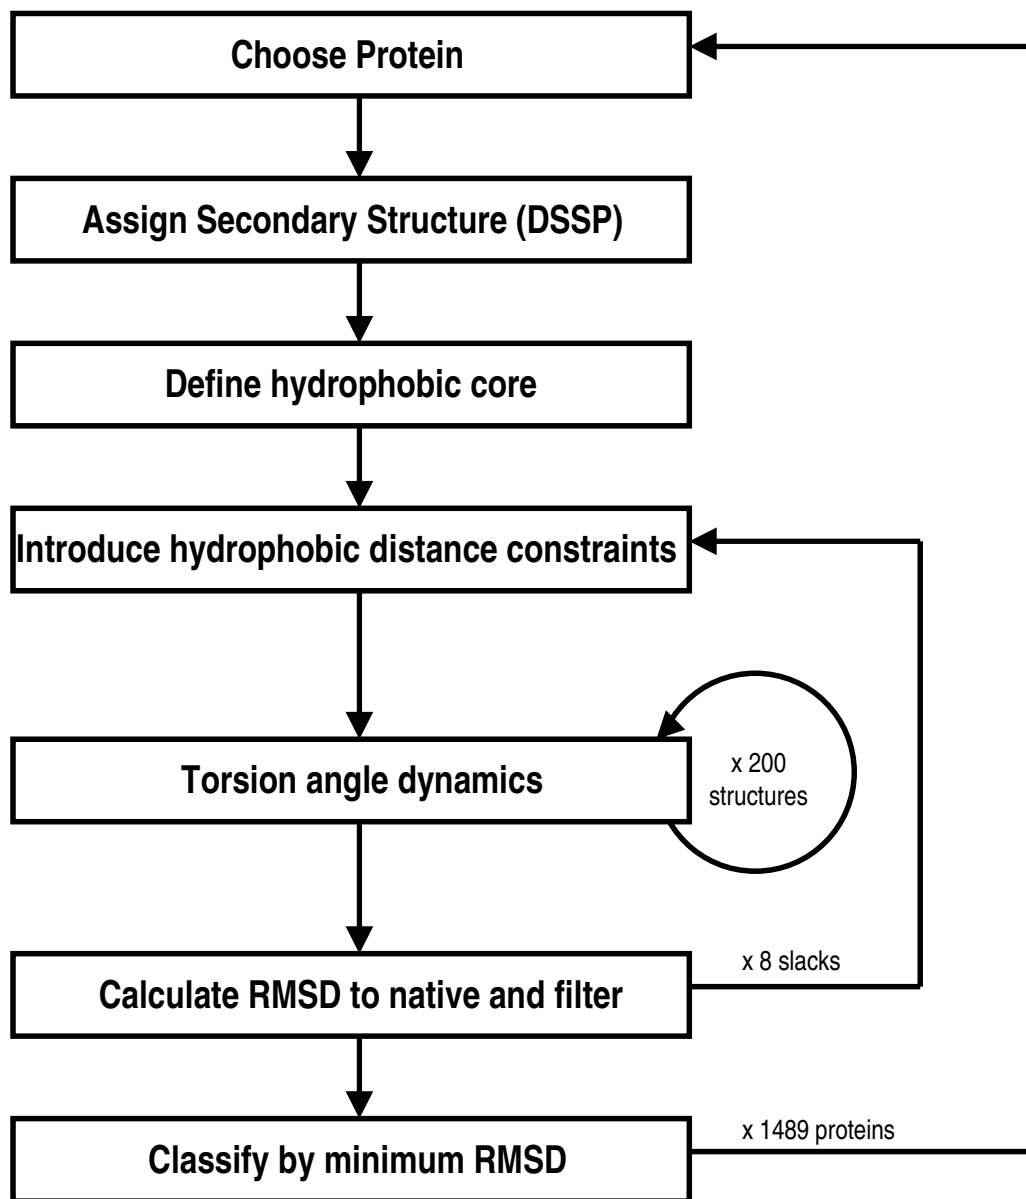 Choose Protein
Assign Secondary Structure (DSSP)
Define hydrophobic core
Introduce hydrophobic distance constraints
Torsion angle dynamics
x 200
structures
Calculate RMSD to native and filter
x 8 slacks
Classify by minimum RMSD
x 1489 proteins